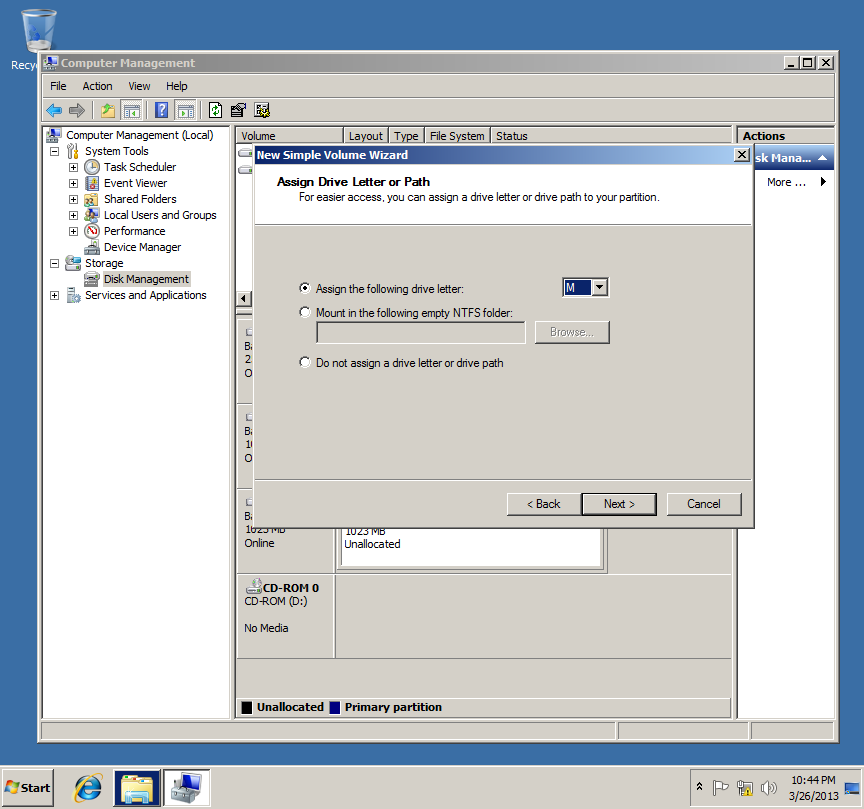 Recy
Computer Management
File Action View Help
Computer Management (Local)
System Tools
Task Scheduler
Event Viewer
Shared Folders
Local Users and Groups
Performance
Device Manager
Storage
Disk Management
Services and Applications
Volume Layout Type File System Status
Actions
sk Mana...
More ...
New Simple Volume Wizard
Assign Drive Letter or Path
For easier access, you can assign a drive letter or drive path to your partition.
Assign the following drive letter: M
Mount in the following empty NTFS folder:
Browse...
Do not assign a drive letter or drive path
< Back Next > Cancel
Ba
2
O
Ba
10
O
Ba
1023 MB
Online
1023 MB
Unallocated
CD-ROM 0
CD-ROM (D:)
No Media
Unallocated Primary partition
Start
10:44 PM
3/26/2013